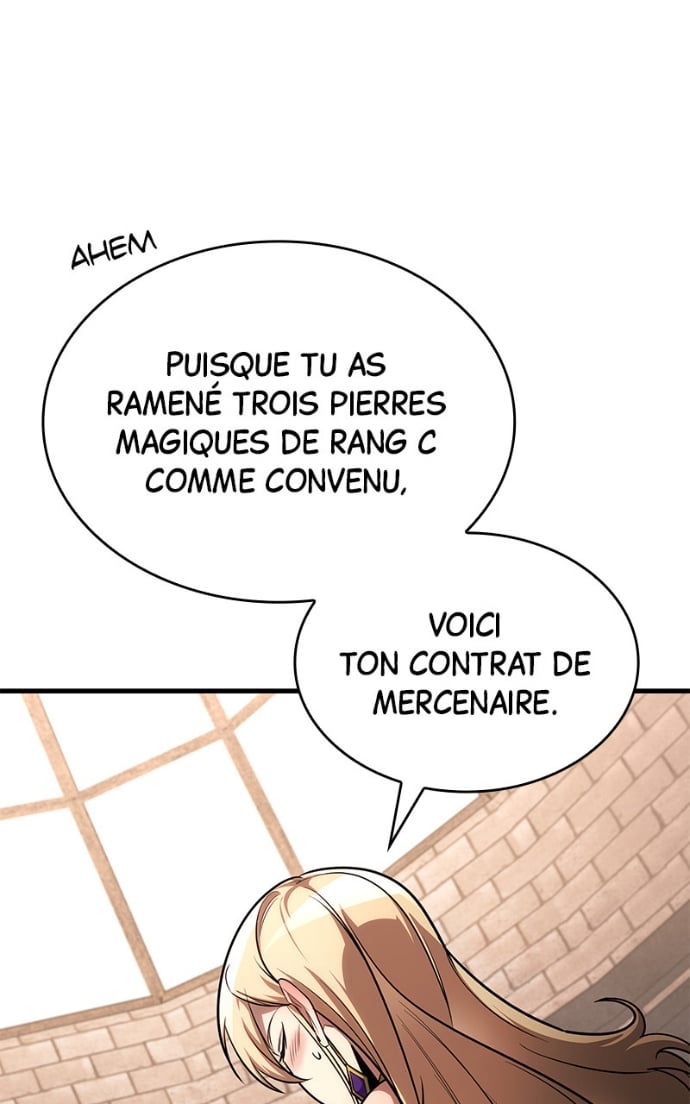 AHEM
PUISQUE TU AS
RAMENÉ TROIS PIERRES
MAGIQUES DE RANG C
COMME CONVENU,
VOICI
TON CONTRAT DE
MERCENAIRE.